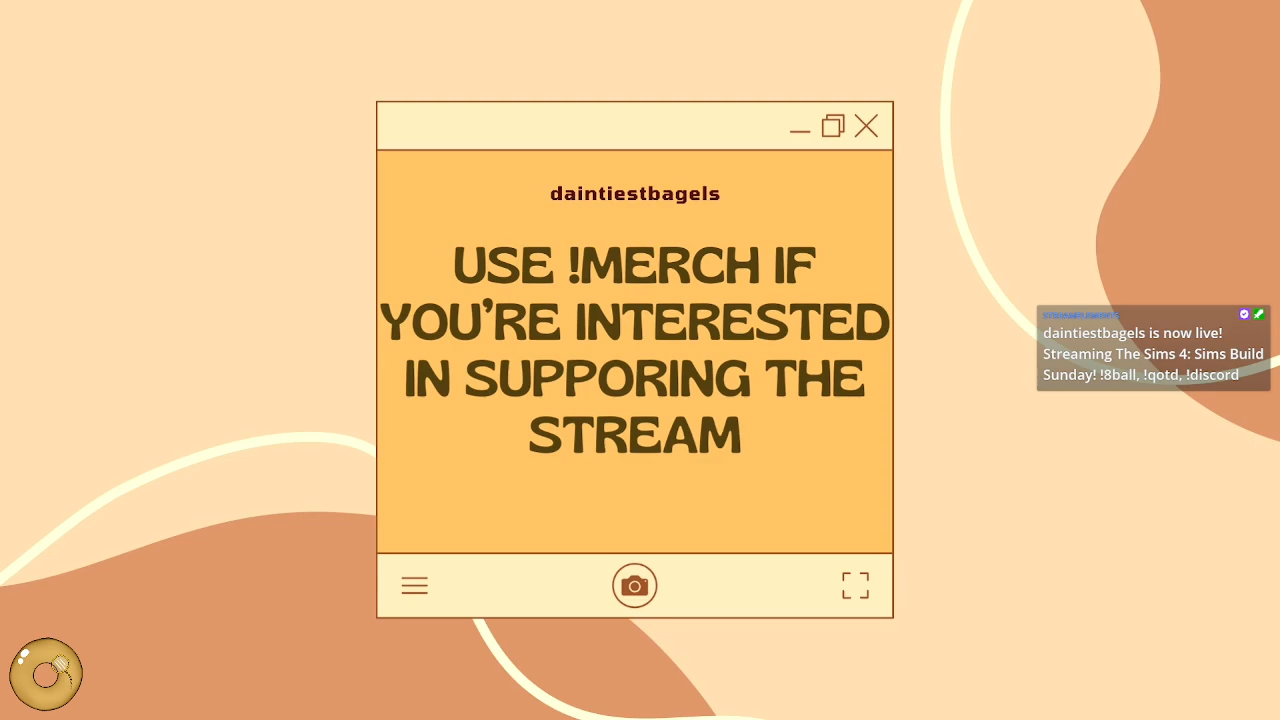 daintiestbagels
USE !MERCH IF
YOU'RE INTERESTED
IN SUPPORING THE
STREAM
daintiestbagels is now live!
Streaming The Sims 4: Sims Build
Sunday! !8ball, !qotd, !discord